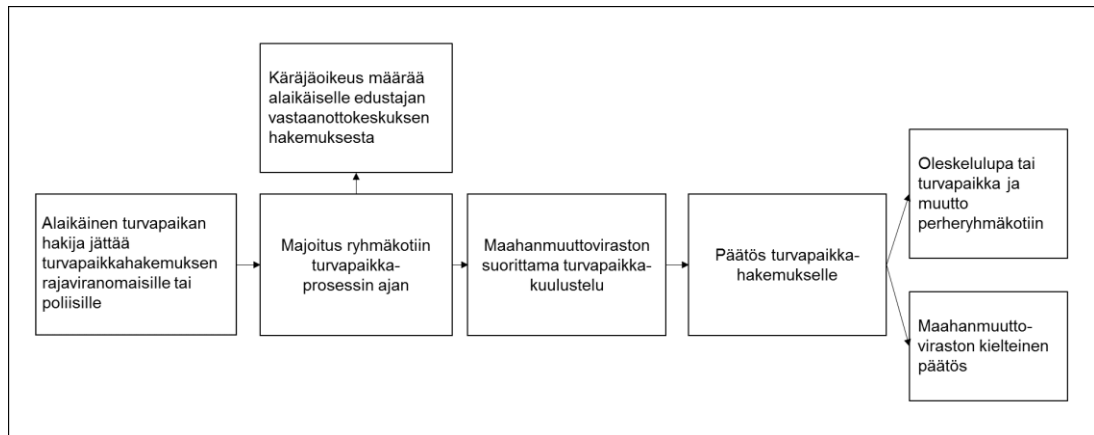 Käräjäoikeus määrää
alaikäiselle edustajan
vastaanottokeskuksen
hakemuksesta
Alaikäinen turvapaikan
hakija jättää
turvapaikkahakemuksen
rajaviranomaisille tai
poliisille
Majoitus ryhmäkotiin
turvapaikka-
prosessin ajan
Maahanmuuttoviraston
suorittama turvapaikka-
kuulustelu
Päätös turvapaikka-
hakemukselle
Oleskelulupa tai
turvapaikka ja
muutto
perheryhmäkotiin
Maahanmuutto-
viraston kielteinen
päätös